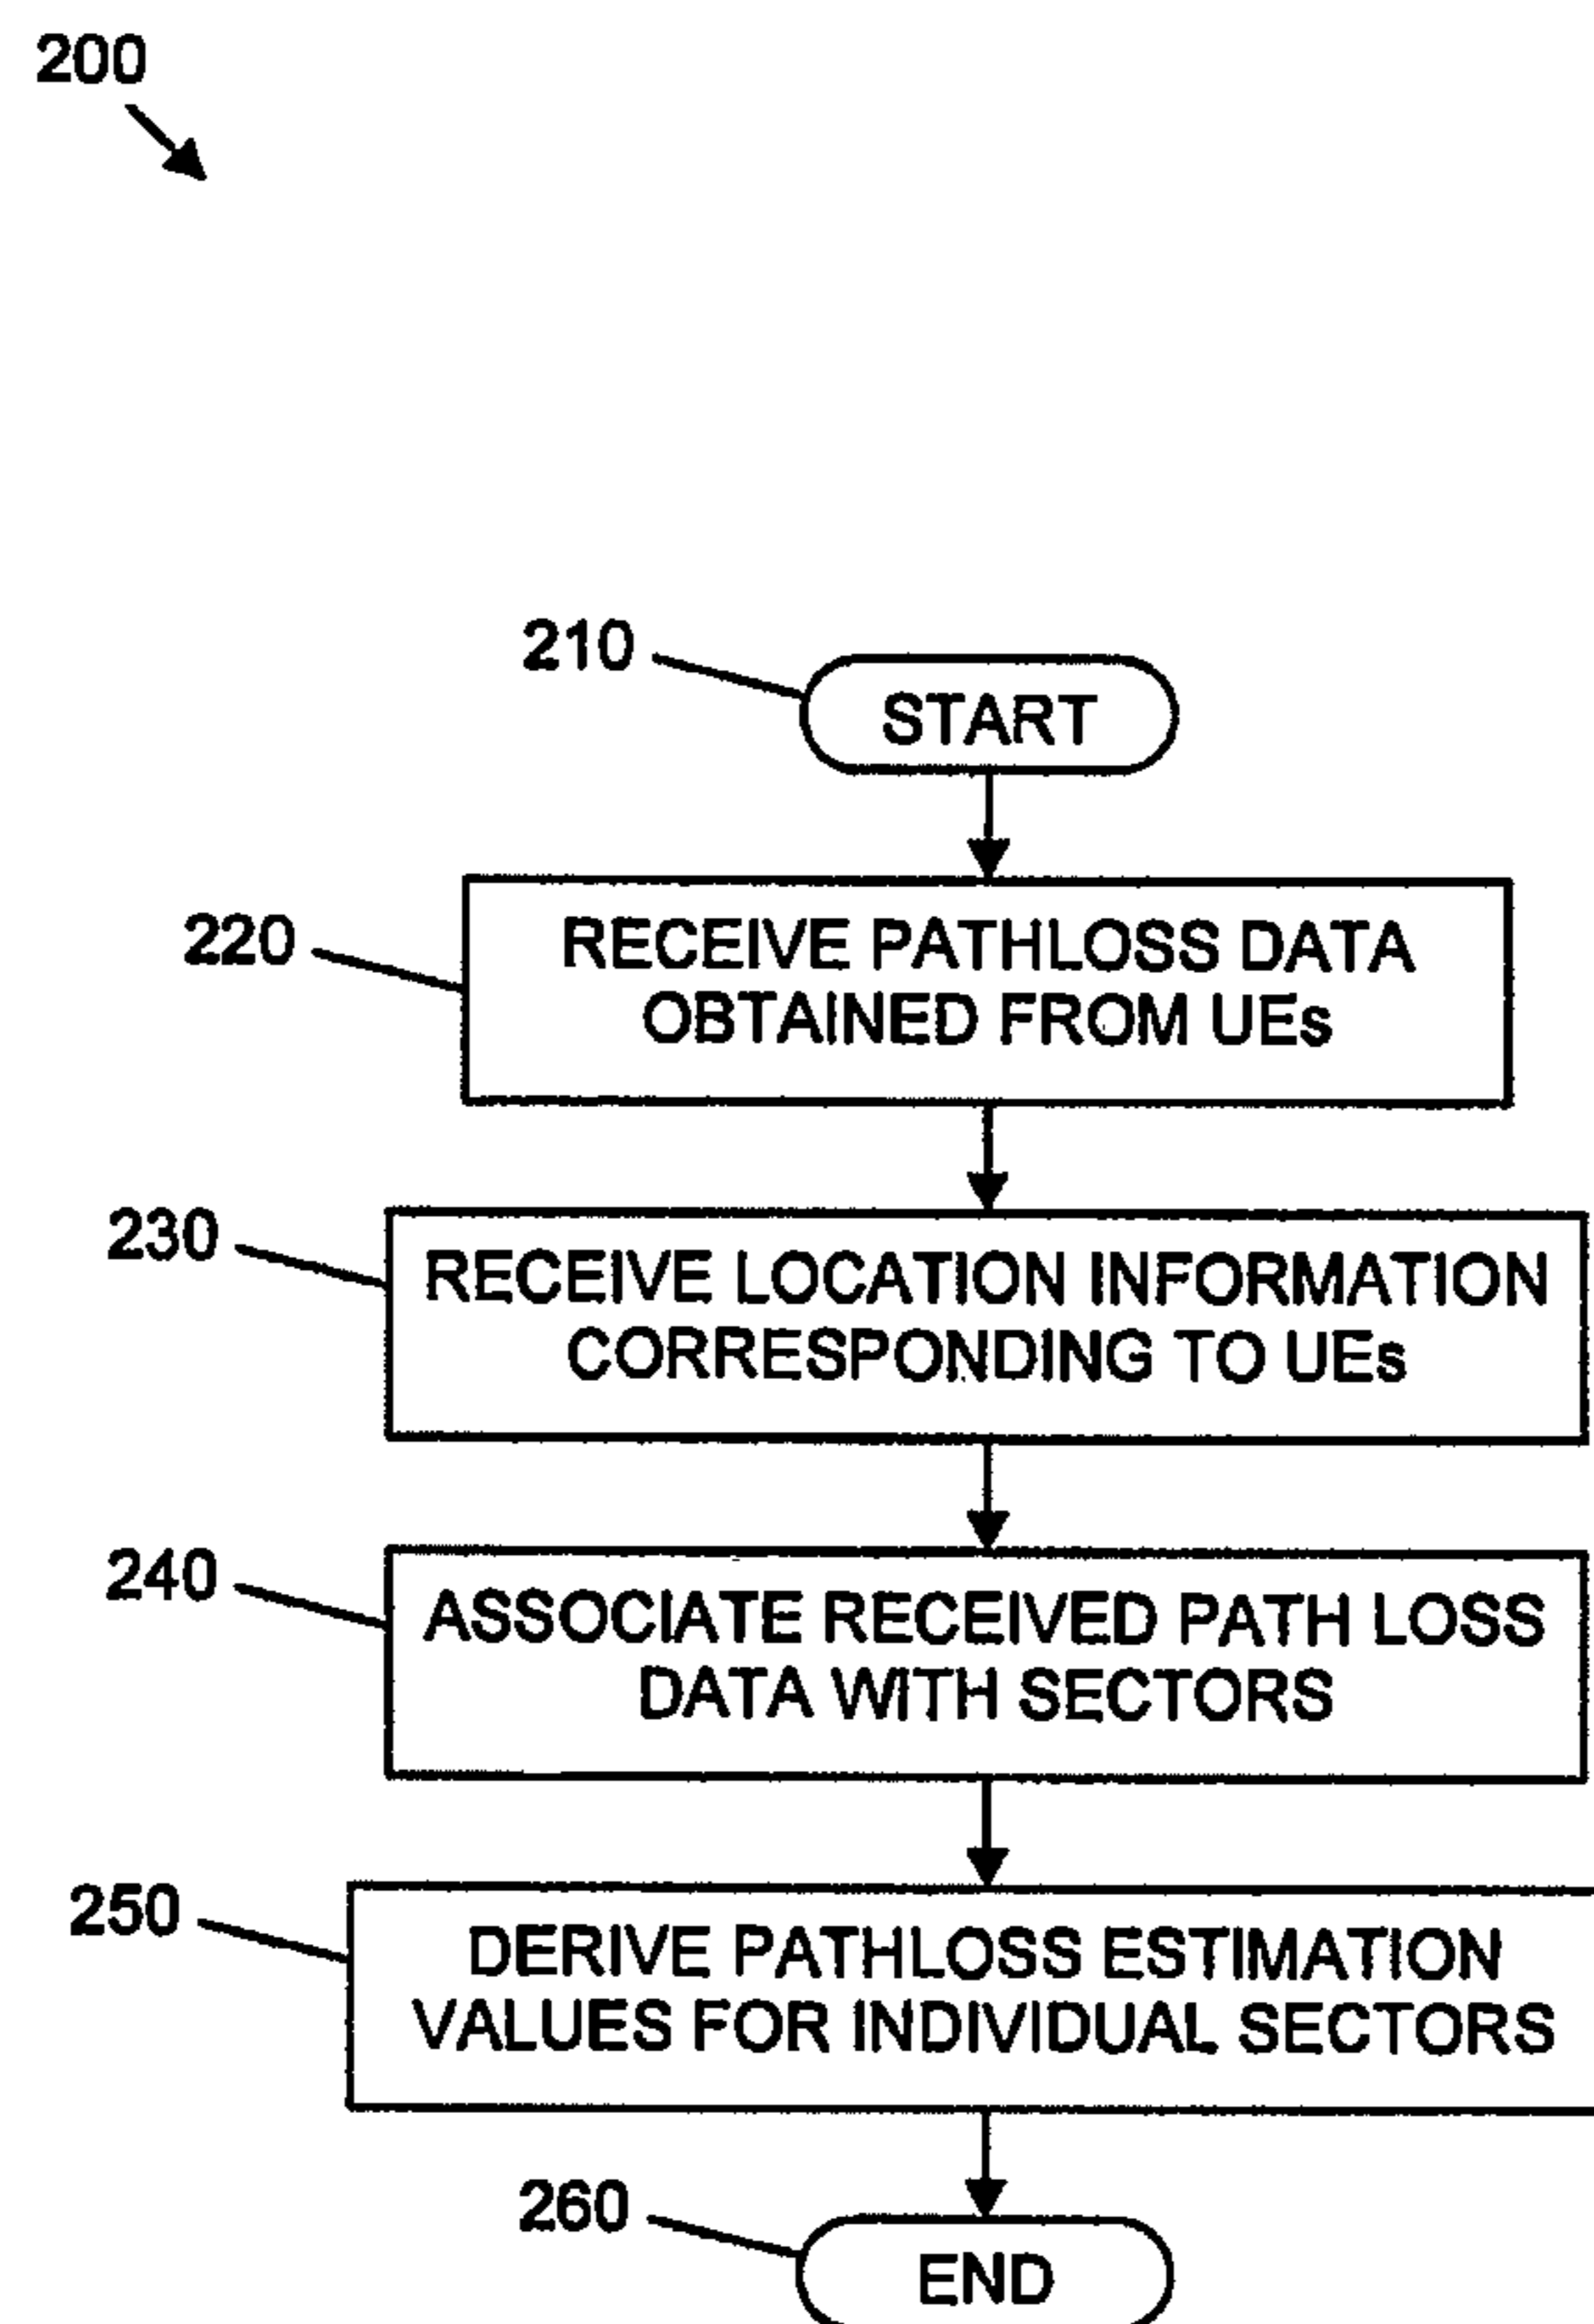 200
210
START
220
RECEIVE PATHLOSS DATA
OBTAINED FROM UEs
230
RECEIVE LOCATION INFORMATION
CORRESPONDING TO UEs
240
ASSOCIATE RECEIVED PATH LOSS
DATA WITH SECTORS
250
DERIVE PATHLOSS ESTIMATION
VALUES FOR INDIVIDUAL SECTORS
260
END